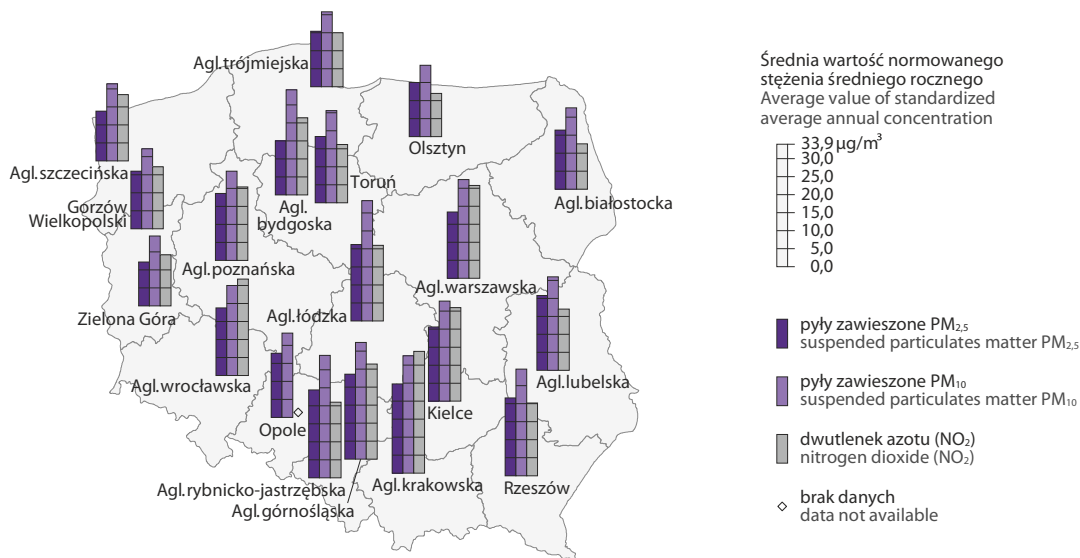 Agl. trójmiejska
Olsztyn
Agl. szczecińska
Gorzów
Wielkopolski
Toruń
Agl.
bydgoska
Agl. białostocka
Agl. poznańska
Agl. warszawska
Zielona Góra
Agl. łódzka
Agl. wrocławska
Agl. lubelska
Kielce
Opole
Agl. rybnicko-jastrzębska
Agl. górnośląska
Agl. krakowska
Rzeszów
Średnia wartość normowanego
stężenia średniego rocznego
Average value of standardized
average annual concentration
33,9 µg/m³
30,0
25,0
20,0
15,0
10,0
5,0
0,0
pyły zawieszone PM2,5
suspended particulates matter PM2,5
pyły zawieszone PM10
suspended particulates matter PM10
dwutlenek azotu (NO2)
nitrogen dioxide (NO2)
brak danych
data not available